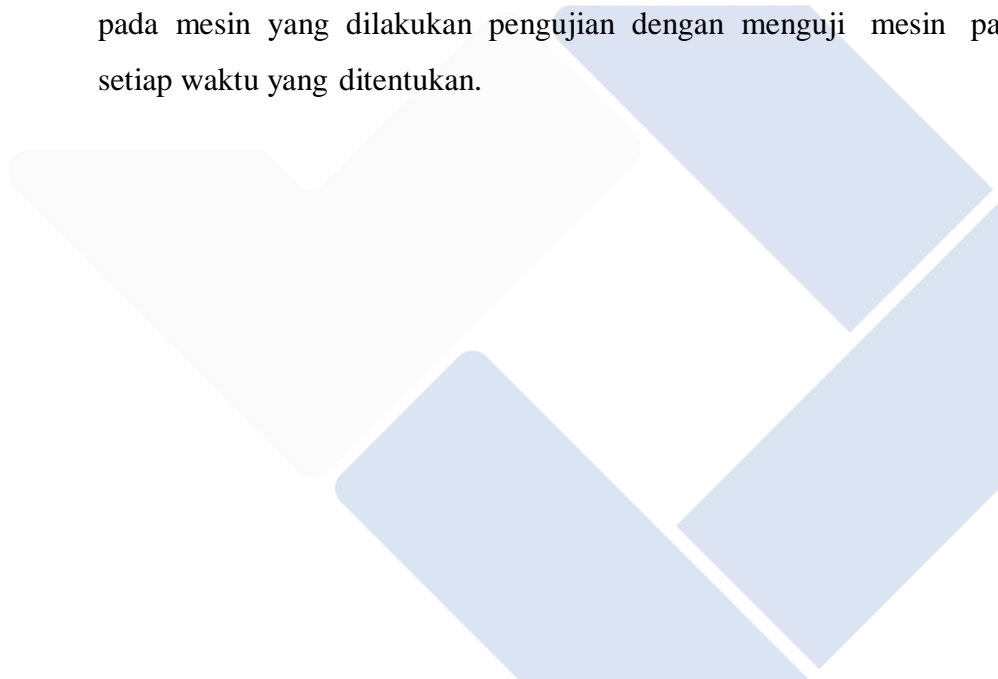 pada mesin yang dilakukan pengujian dengan menguji mesin pa
setiap waktu yang ditentukan.